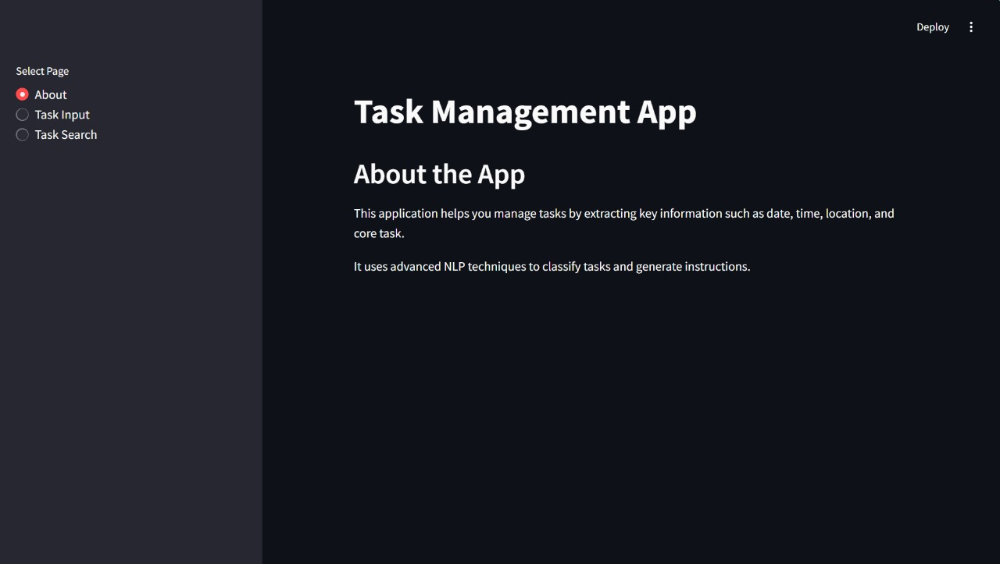 Deploy
Select Page
About
Task Input
Task Search
Task Management App
About the App
This application helps you manage tasks by extracting key information such as date, time, location, and
core task.
It uses advanced NLP techniques to classify tasks and generate instructions.